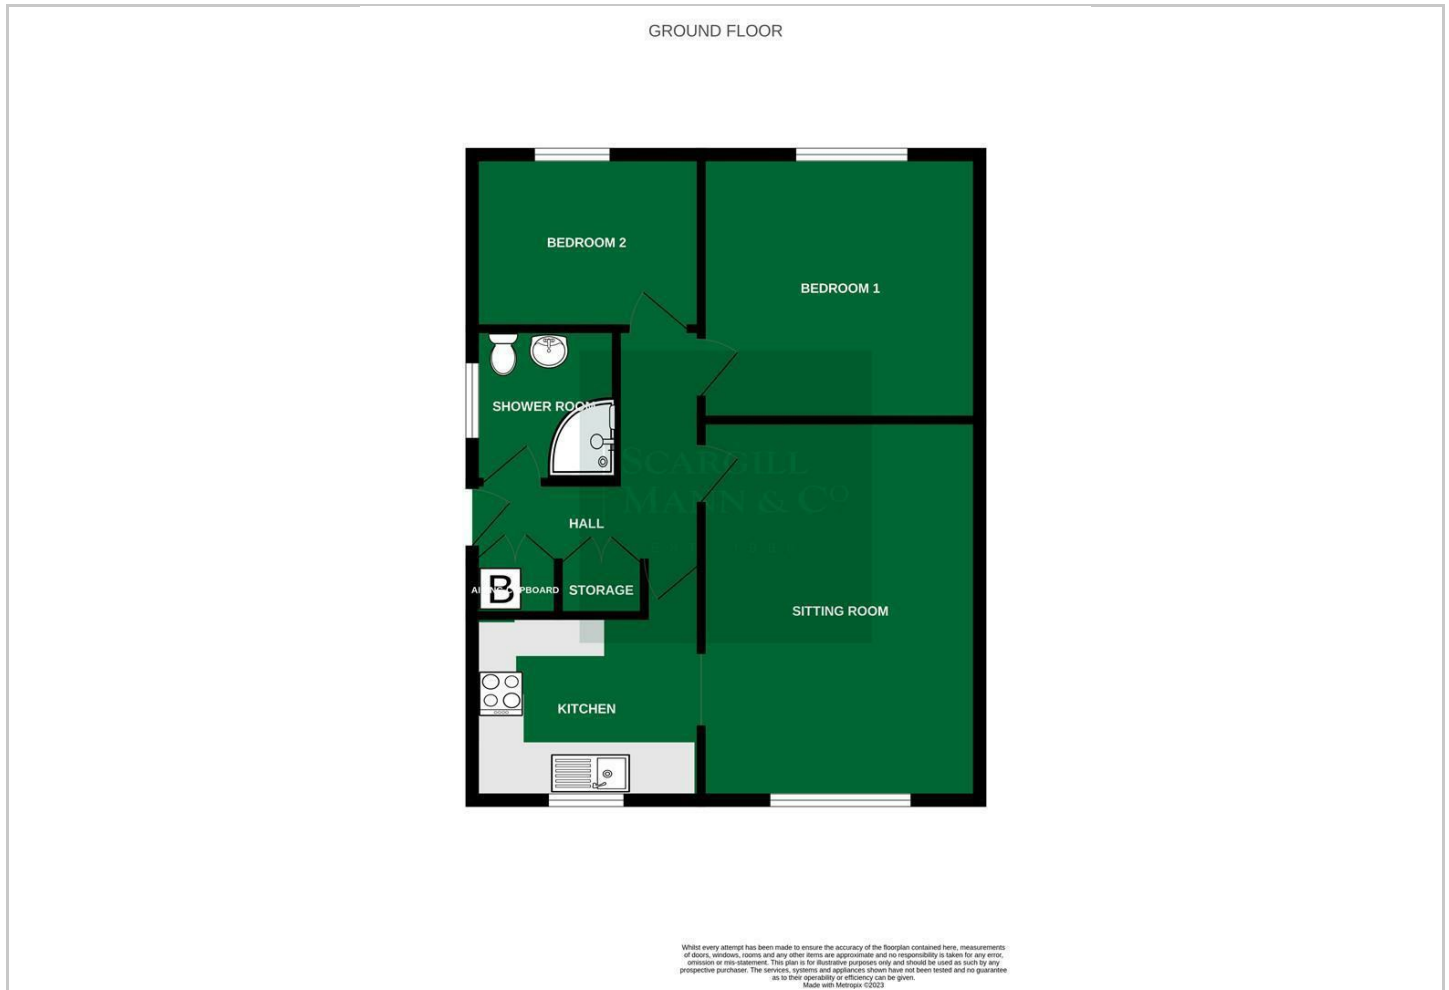 GROUND FLOOR
BEDROOM 2
BEDROOM 1
SHOWER ROOM
SCARGILL
MANN & CO
HALL
B
STORAGE
CUPBOARD
SITTING ROOM
KITCHEN
Whilst every attempt has been made to ensure the accuracy of the floorplan contained here, measurements
of doors, windows, rooms and any other items are approximate and no responsibility is taken for any error,
omission or mis-statement. This plan is for illustrative purposes only and should be used as such by any
prospective purchaser. The services, systems and appliances shown have not been tested and no guarantee
as to their operability or efficiency can be given.
Made with Metropix ©2023